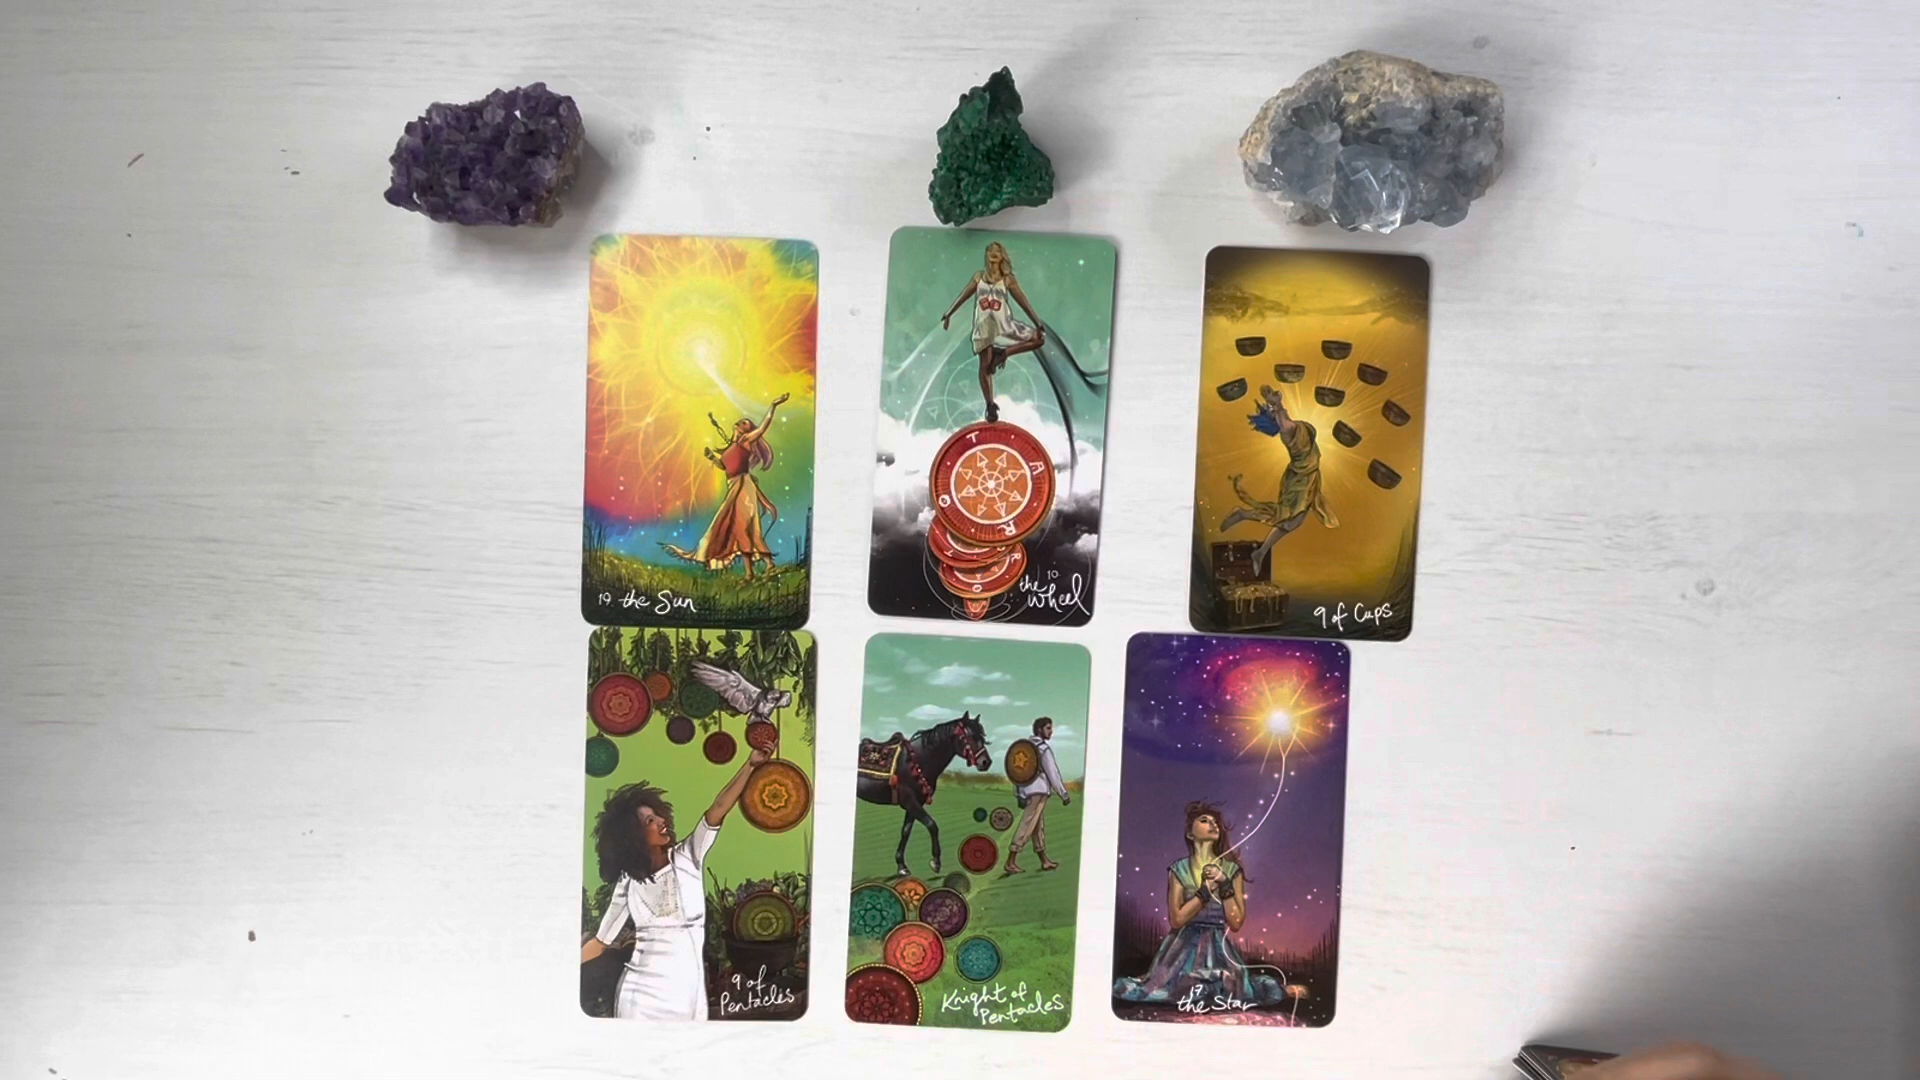 19 the Sun
T A R O
T R
O
10
the
Wheel
9 of Cups
9 of
Pentacles
Knight of
Pentacles
17
the Star